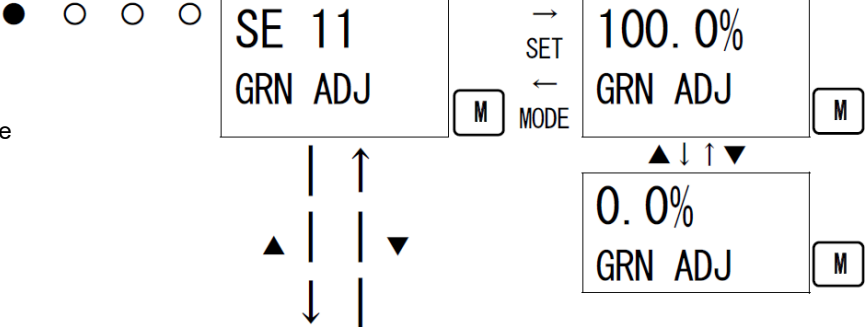 SE 11
GRN ADJ
M
→
SET
←
MODE
100. 0%
GRN ADJ
M
e
▲↓↑▼
0. 0%
GRN ADJ
M
▲
▼